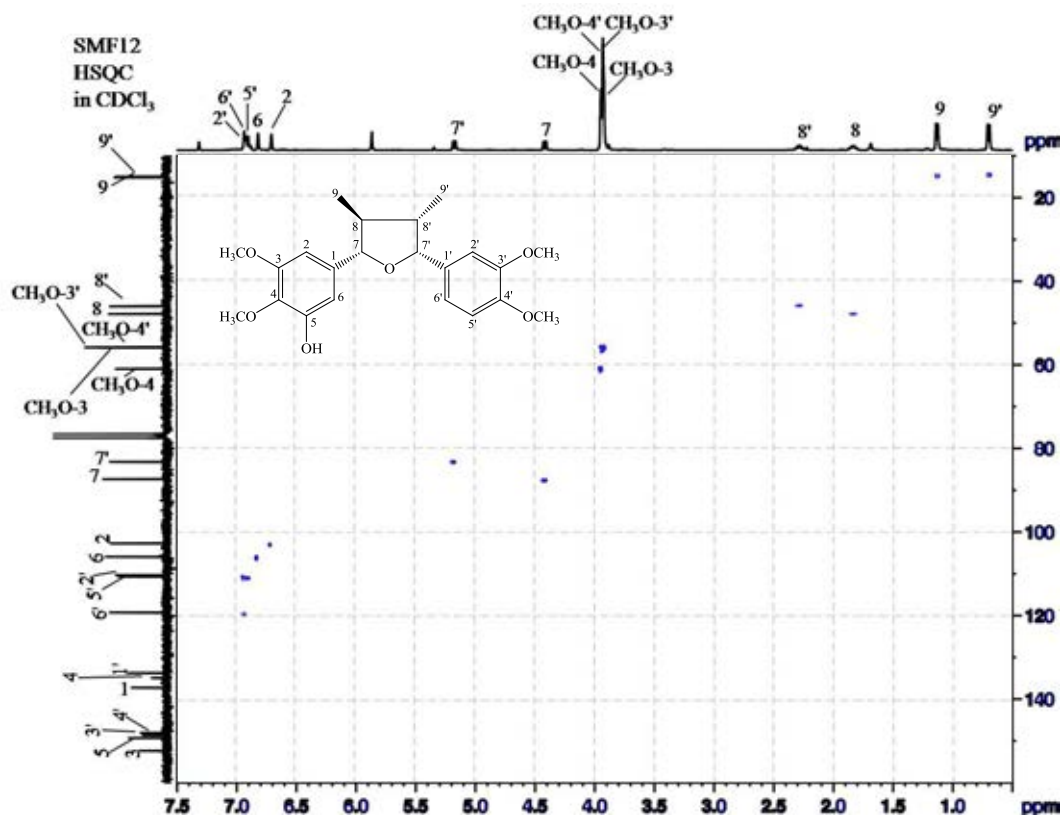 SMF12
HSQC
in CDCl3
CH3O-4' CH3O-3'
CH3O-4 CH3O-3
2' 6' 5' 6 2
7' 7 8' 8 9 9'
ppm
9'
9
8'
8
CH3O-3'
CH3O-4'
CH3O-4
CH3O-3
7'
7
2
6
2'
5'
6'
1'
4
1
4'
3'
5
3
9 9'
8 8'
7 O 7'
H3CO 3 2 1 1' 2' 3' OCH3
H3CO 4 5 6 6' 5' 4' OCH3
OH
20
40
60
80
100
120
140
7.5 7.0 6.5 6.0 5.5 5.0 4.5 4.0 3.5 3.0 2.5 2.0 1.5 1.0 ppm